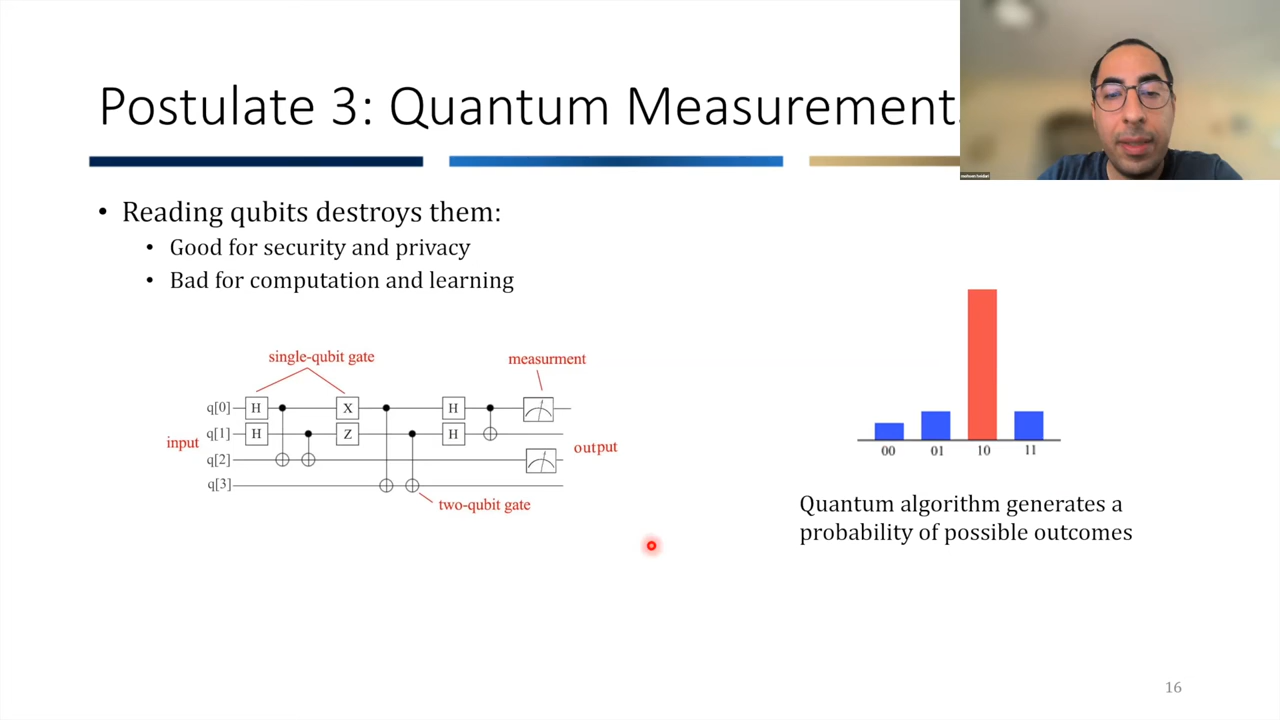 Postulate 3: Quantum Measurement
• Reading qubits destroys them:
• Good for security and privacy
• Bad for computation and learning
single-qubit gate
measurment
q[0] H X H
input q[1] H Z H
q[2]
output
q[3]
two-qubit gate
00 01 10 11
Quantum algorithm generates a
probability of possible outcomes
16